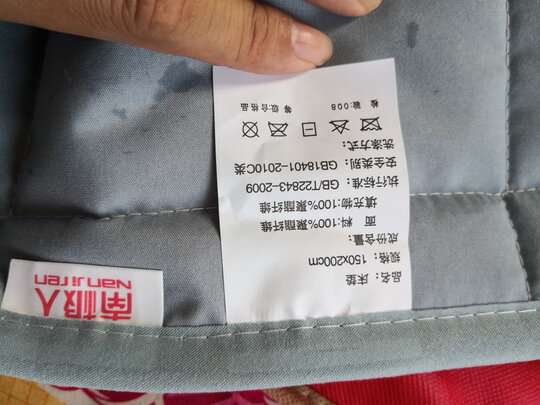 品名:床垫
规格:150x200cm
成份含量:
面 料:100%聚酯纤维
填充物:100%聚酯纤维
执行标准:GB/T22843-2009
安全类别:GB18401-2010C类
洗涤方式:
检验:008 等级:合格品
南极人
Nanjiren